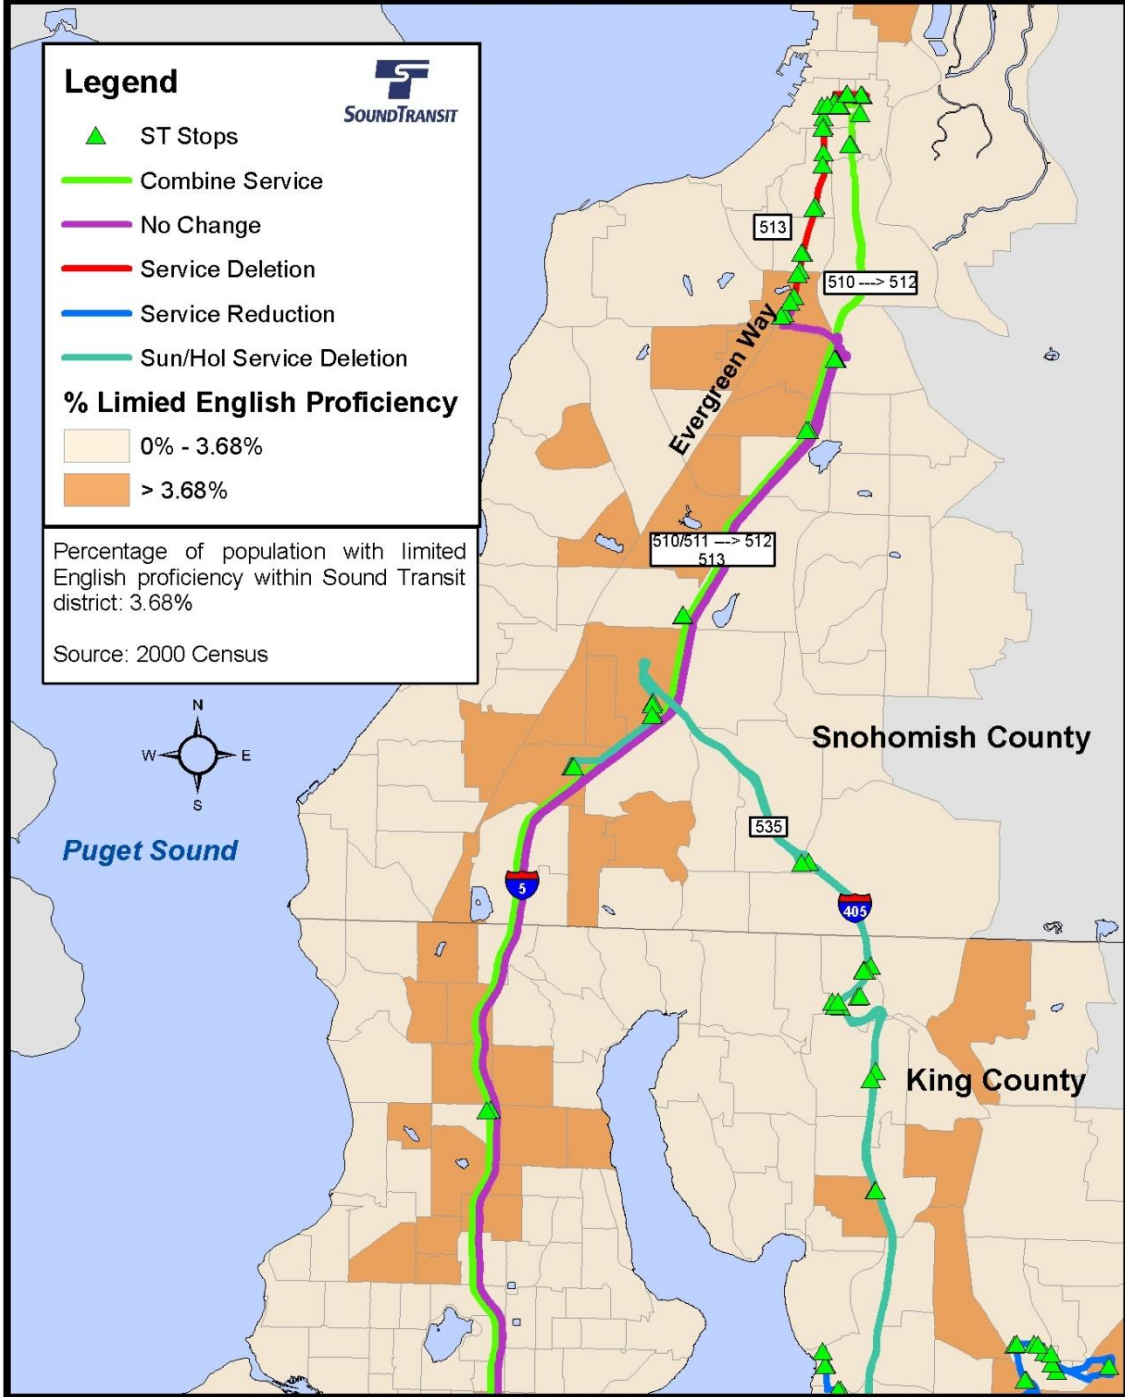 Legend
SOUNDTRANSIT
ST Stops
Combine Service
No Change
Service Deletion
Service Reduction
Sun/Hol Service Deletion
% Limied English Proficiency
0% - 3.68%
> 3.68%
Percentage of population with limited
English proficiency within Sound Transit
district: 3.68%
Source: 2000 Census
513
510 ---> 512
Evergreen Way
510/511 ---> 512
513
N
W
E
S
Snohomish County
Puget Sound
535
5
405
King County